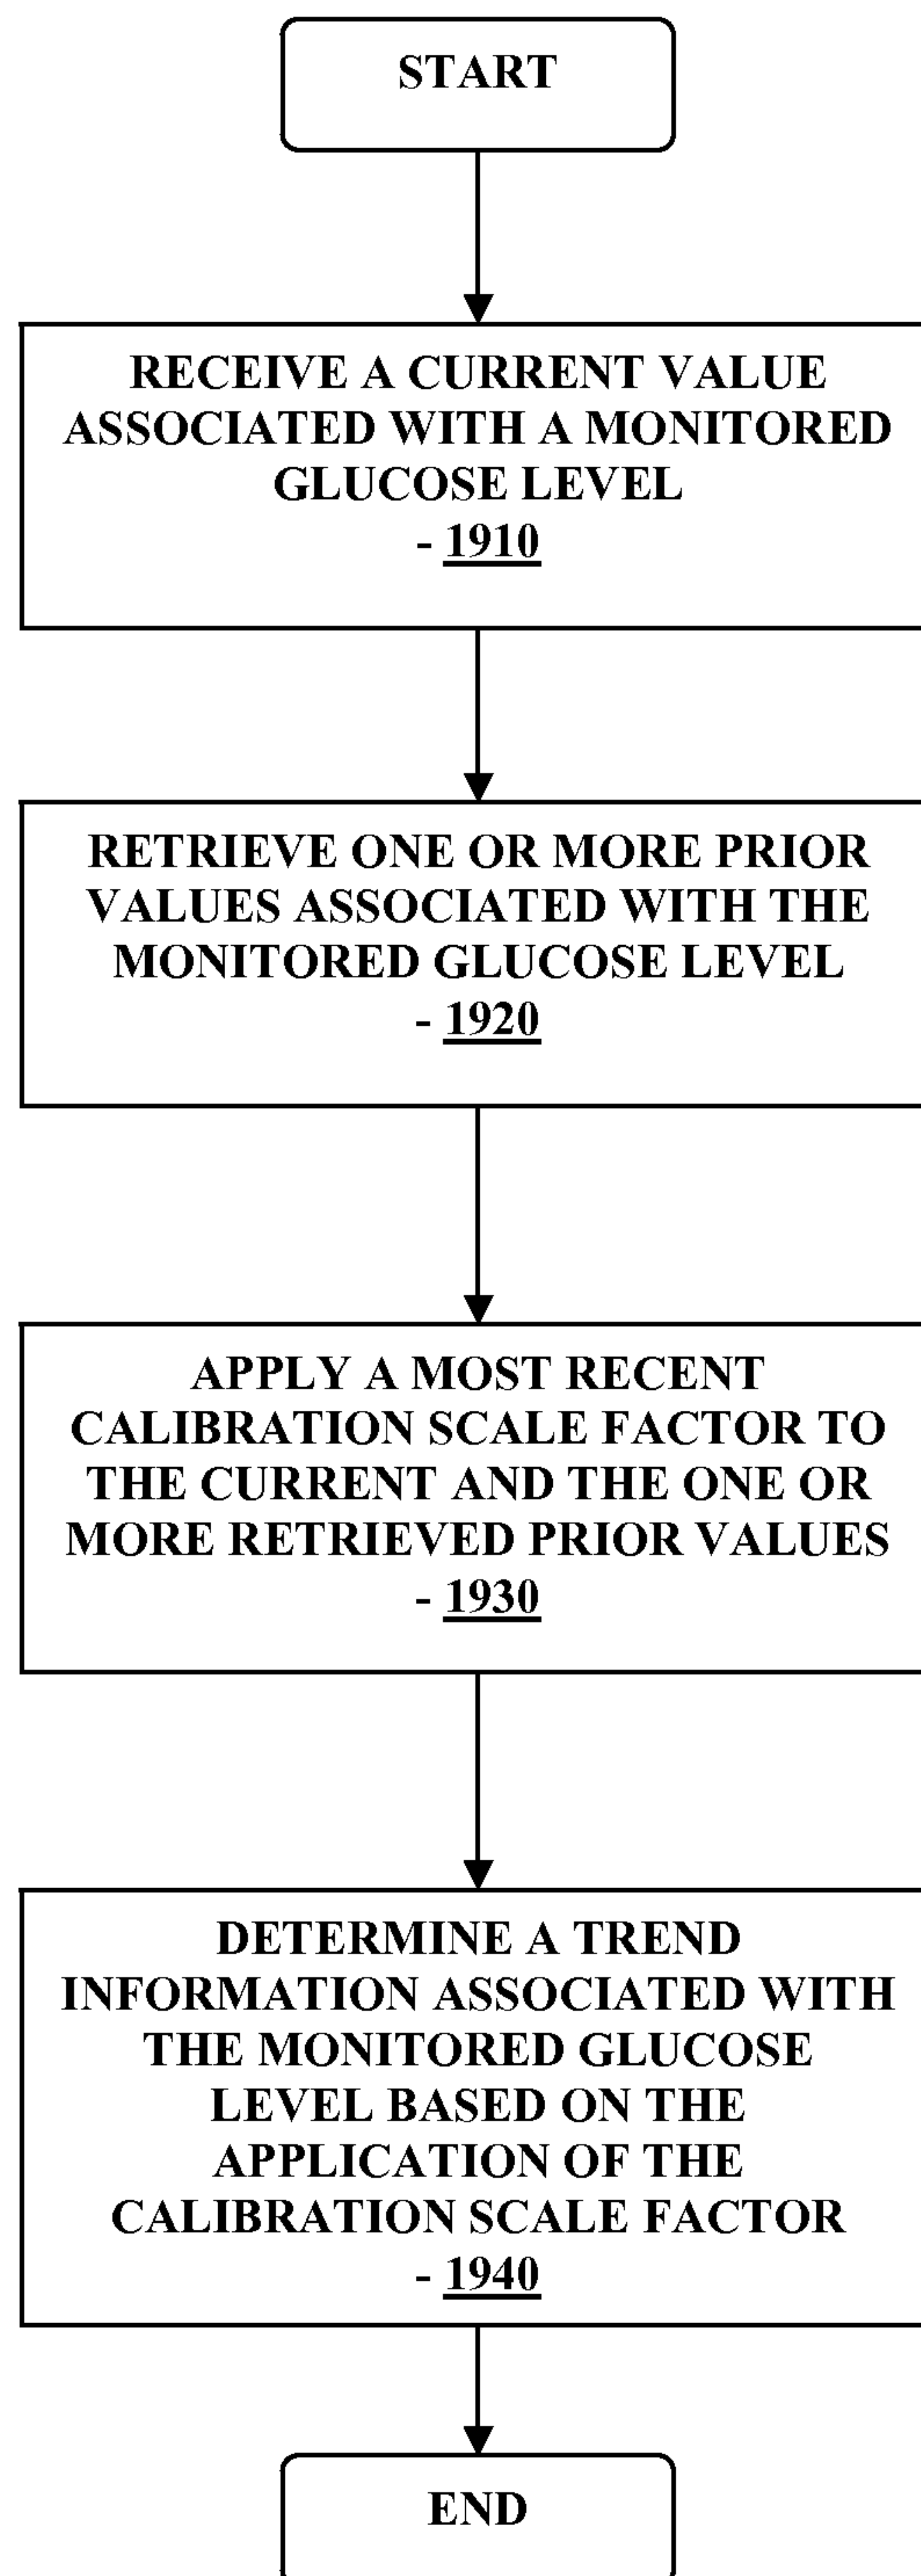 START
RECEIVE A CURRENT VALUE
ASSOCIATED WITH A MONITORED
GLUCOSE LEVEL
- 1910
RETRIEVE ONE OR MORE PRIOR
VALUES ASSOCIATED WITH THE
MONITORED GLUCOSE LEVEL
- 1920
APPLY A MOST RECENT
CALIBRATION SCALE FACTOR TO
THE CURRENT AND THE ONE OR
MORE RETRIEVED PRIOR VALUES
- 1930
DETERMINE A TREND
INFORMATION ASSOCIATED WITH
THE MONITORED GLUCOSE
LEVEL BASED ON THE
APPLICATION OF THE
CALIBRATION SCALE FACTOR
- 1940
END